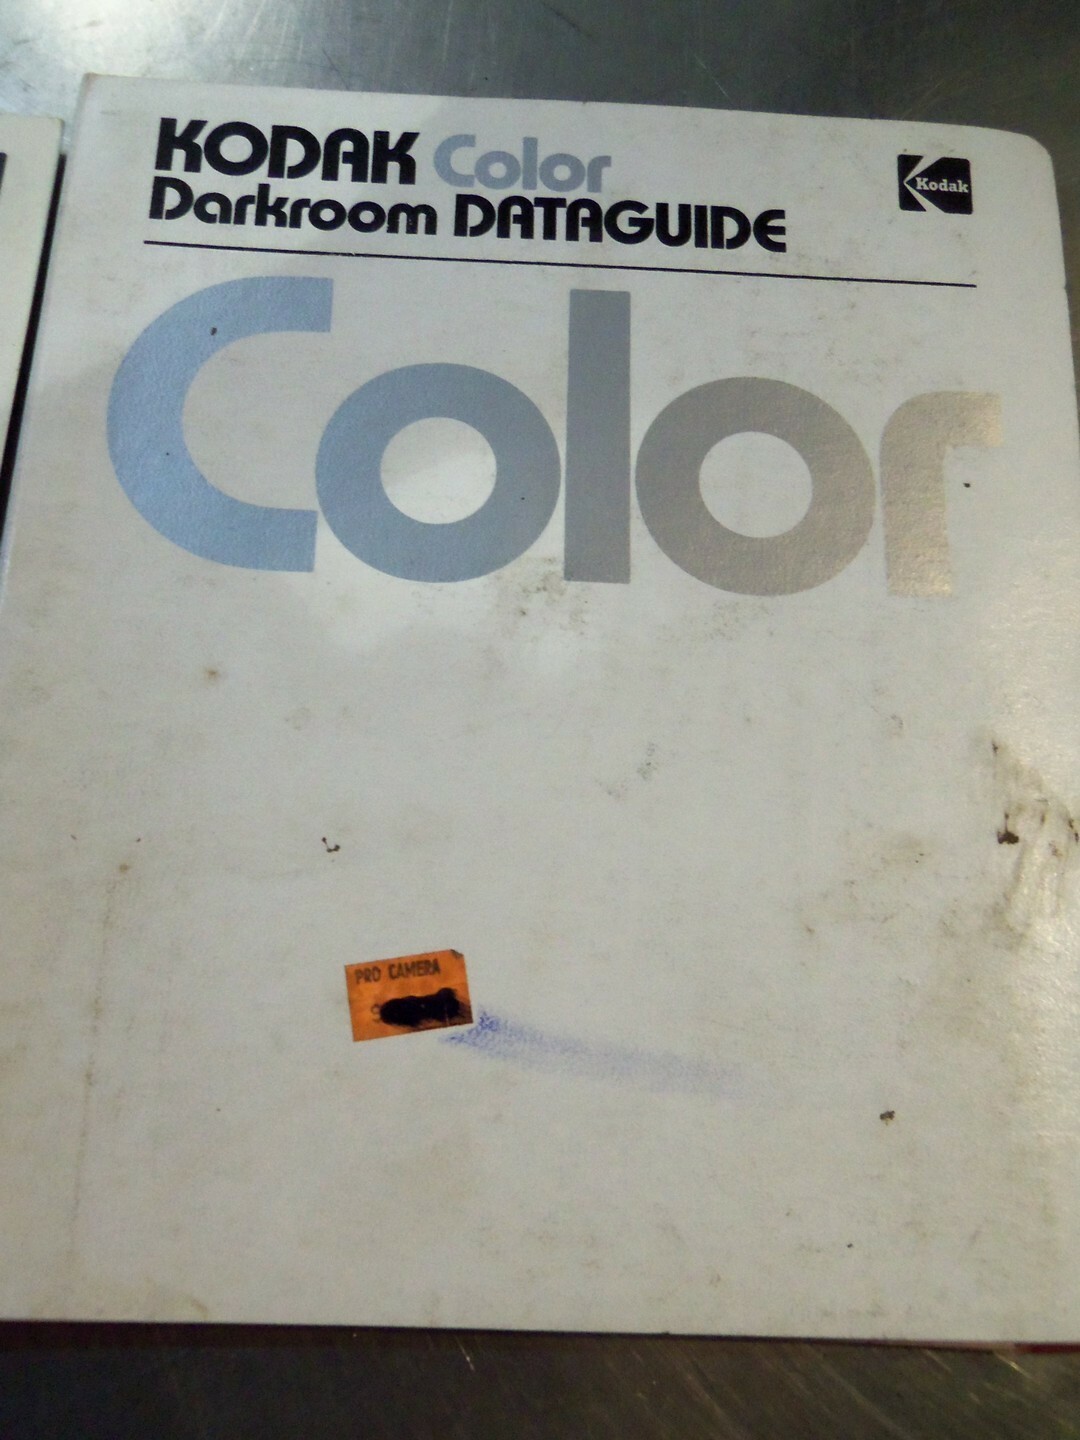 KODAK Color
Darkroom DATAGUIDE
Kodak
Color
PRO CAMERA